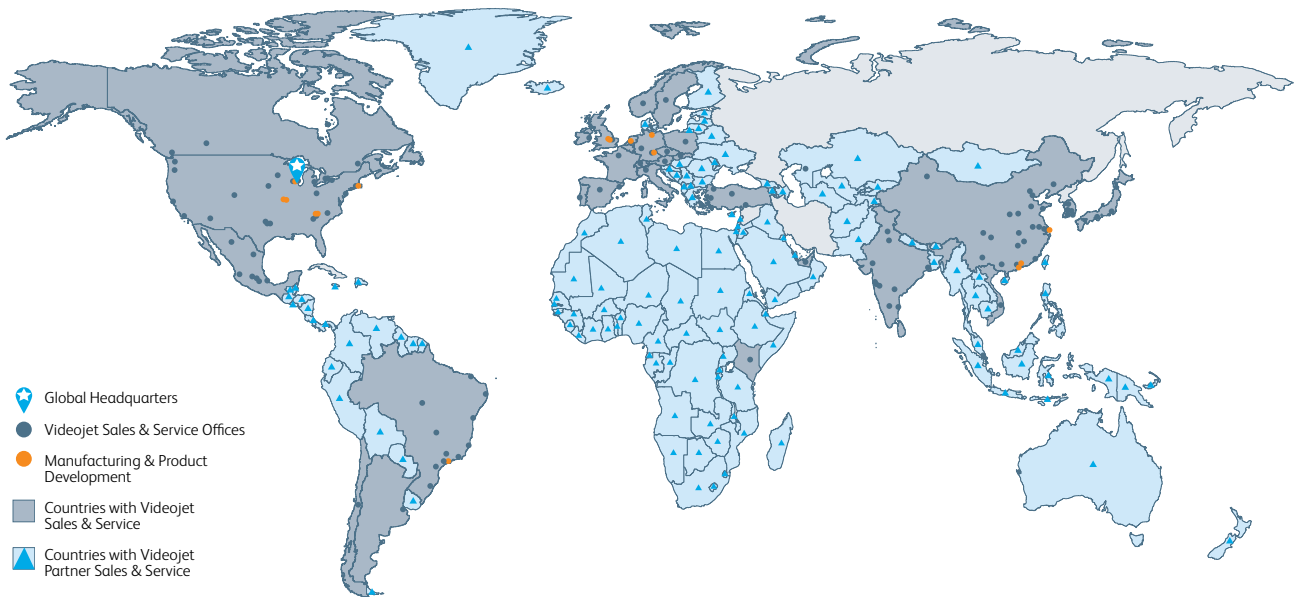 Global Headquarters
Videojet Sales & Service Offices
Manufacturing & Product
Development
Countries with Videojet
Sales & Service
Countries with Videojet
Partner Sales & Service